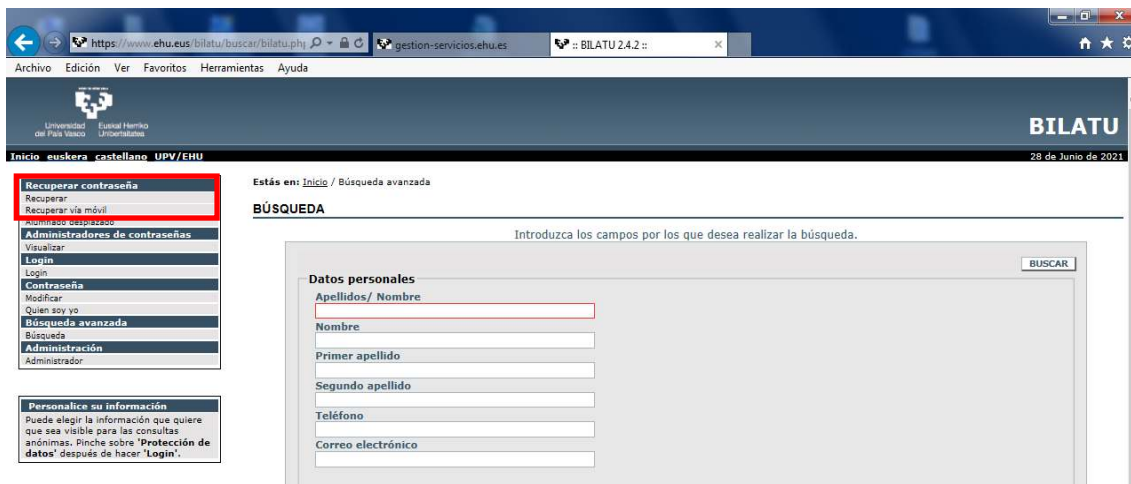 https://www.ehu.eus/bilatu/buscar/bilatu.php
gestion-servicios.ehu.es
:: BILATU 2.4.2 ::
Archivo Edición Ver Favoritos Herramientas Ayuda
Universidad del País Vasco
Euskal Herriko Unibertsitatea
BILATU
Inicio euskera castellano UPV/EHU
28 de Junio de 2021
Recuperar contraseña
Recuperar
Recuperar vía móvil
Alumnado desplazado
Administradores de contraseñas
Visualizar
Login
Login
Contraseña
Modificar
Quien soy yo
Búsqueda avanzada
Búsqueda
Administración
Administrador
Personalice su información
Puede elegir la información que quiere
que sea visible para las consultas
anónimas. Pinche sobre 'Protección de
datos' después de hacer 'Login'.
Estás en: Inicio / Búsqueda avanzada
BÚSQUEDA
Introduzca los campos por los que desea realizar la búsqueda.
BUSCAR
Datos personales
Apellidos/ Nombre
Nombre
Primer apellido
Segundo apellido
Teléfono
Correo electrónico